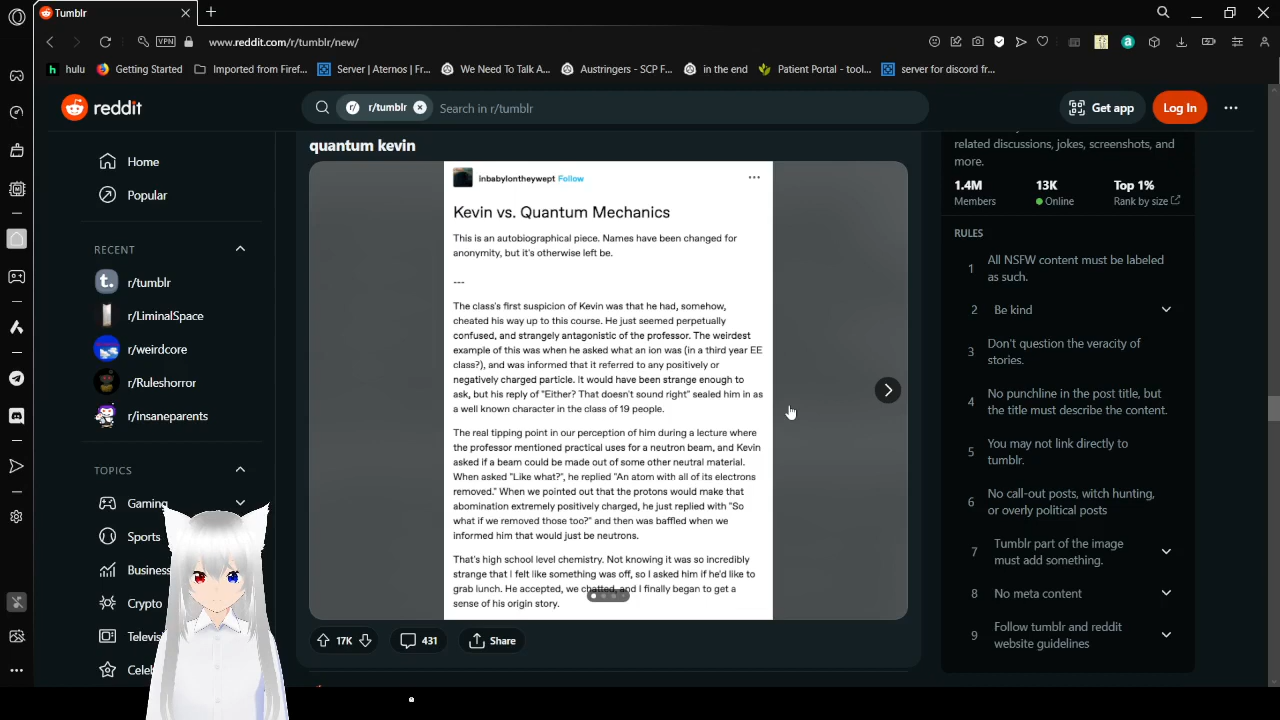 Tumblr
VPN
www.reddit.com/r/tumblr/new/
hulu
Getting Started
Imported from Firef...
Server | Aternos | Fr...
We Need To Talk A...
Austringers - SCP F...
in the end
Patient Portal - tool...
server for discord fr...
reddit
r/tumblr
Search in r/tumblr
Get app
Log In
Home
Popular
RECENT
r/tumblr
r/LiminalSpace
r/weirdcore
r/Ruleshorror
r/insaneparents
TOPICS
Gaming
Sports
Business
Crypto
Televi
Celeb
quantum kevin
inbabylontheywept Follow
Kevin vs. Quantum Mechanics
This is an autobiographical piece. Names have been changed for
anonymity, but it's otherwise left be.
---
The class's first suspicion of Kevin was that he had, somehow,
cheated his way up to this course. He just seemed perpetually
confused, and strangely antagonistic of the professor. The weirdest
example of this was when he asked what an ion was (in a third year EE
class?), and was informed that it referred to any positively or
negatively charged particle. It would have been strange enough to
ask, but his reply of "Either? That doesn't sound right" sealed him in as
a well known character in the class of 19 people.
The real tipping point in our perception of him during a lecture where
the professor mentioned practical uses for a neutron beam, and Kevin
asked if a beam could be made out of some other neutral material.
When asked "Like what?", he replied "An atom with all of its electrons
removed." When we pointed out that the protons would make that
abomination extremely positively charged, he just replied with "So
what if we removed those too?" and then was baffled when we
informed him that would just be neutrons.
That's high school level chemistry. Not knowing it was so incredibly
strange that I felt like something was off, so I asked him if he'd like to
grab lunch. He accepted, we chatted, and I finally began to get a
sense of his origin story.
17K
431
Share
related discussions, jokes, screenshots, and
more.
1.4M
Members
13K
Online
Top 1%
Rank by size
RULES
1 All NSFW content must be labeled
as such.
2 Be kind
3 Don't question the veracity of
stories.
4 No punchline in the post title, but
the title must describe the content.
5 You may not link directly to
tumblr.
6 No call-out posts, witch hunting,
or overly political posts
7 Tumblr part of the image
must add something.
8 No meta content
9 Follow tumblr and reddit
website guidelines